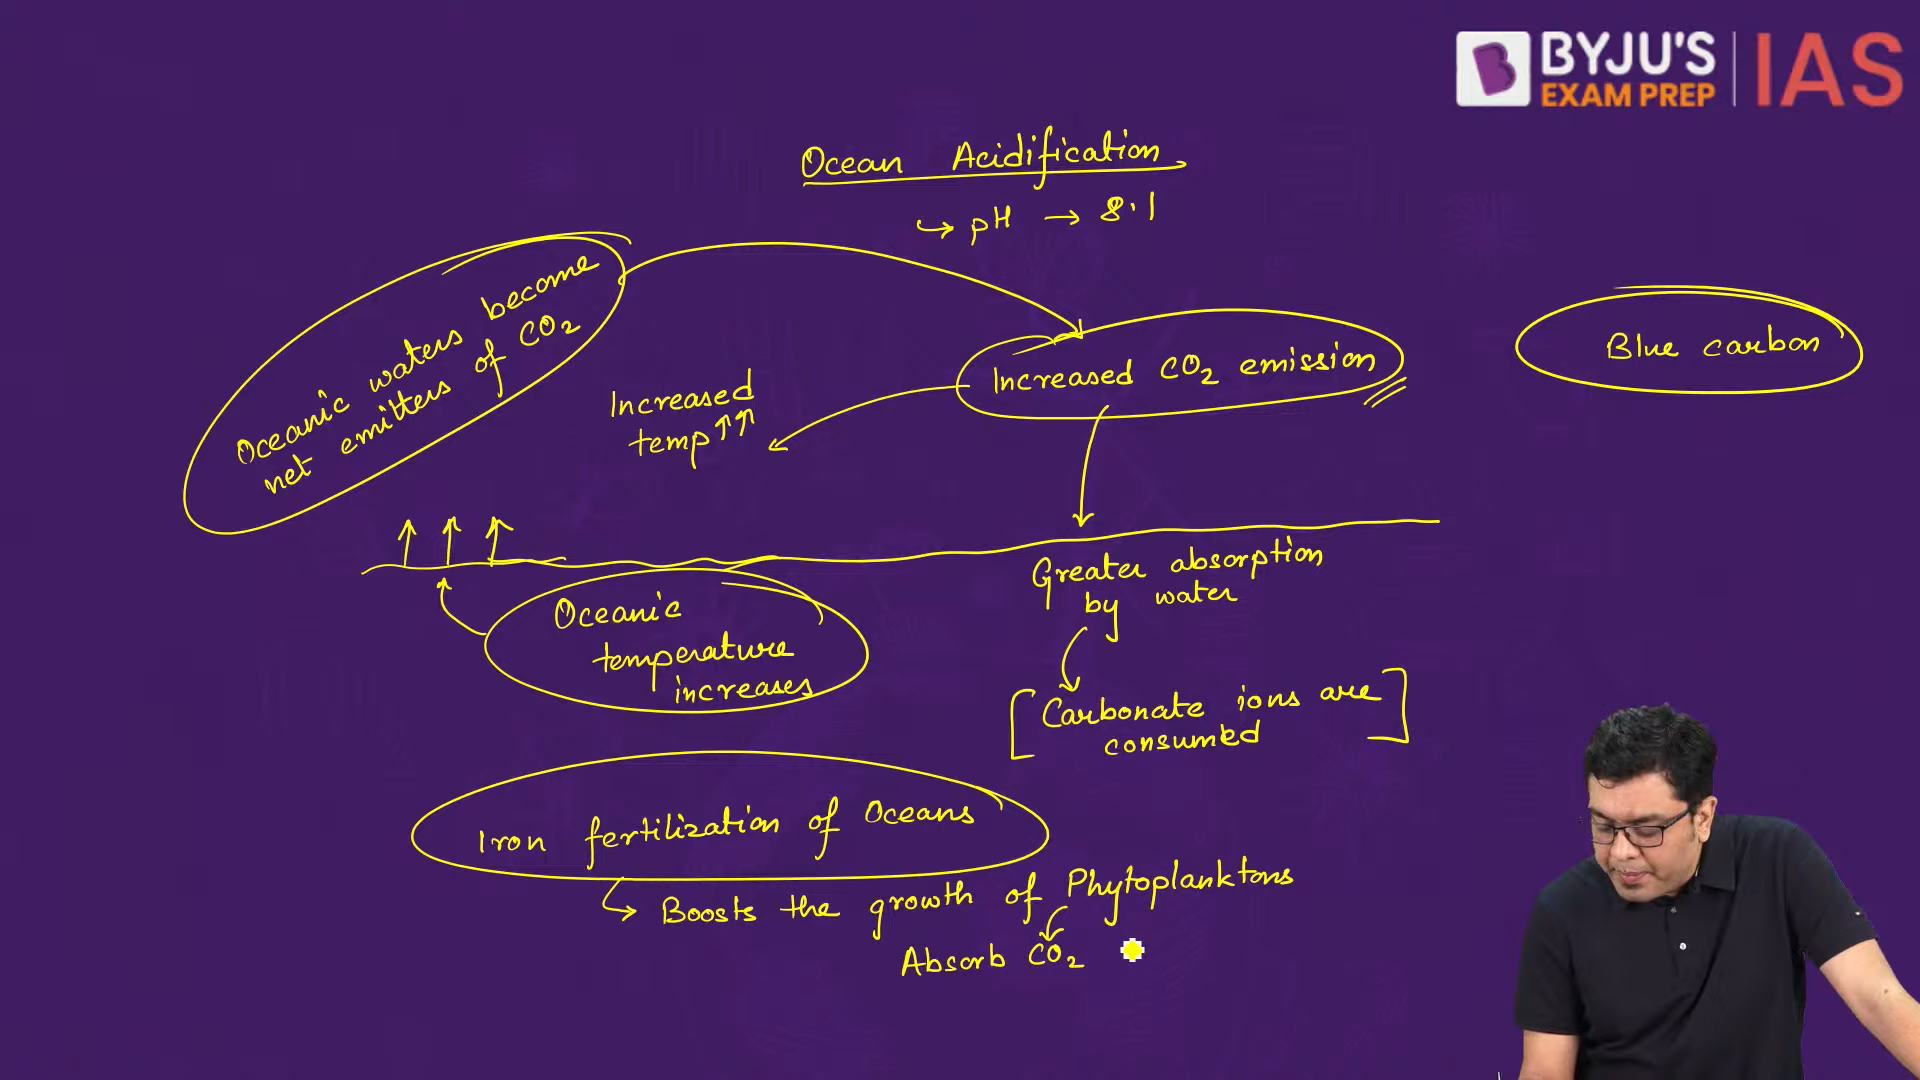 BYJU'S
EXAM PREP
IAS
Ocean Acidification
↳ pH → 8.1
Oceanic waters become
net emitters of CO2
Increased CO2 emission
Blue carbon
Increased
temp ↑↑
Greater absorption
by water
Oceanic
temperature
increases
[Carbonate ions are
consumed]
Iron fertilization of Oceans
↳ Boosts the growth of Phytoplanktons
Absorb CO2